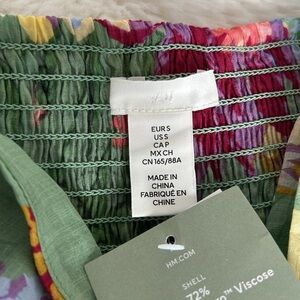 H&M
EUR S
US S
CA P
MX CH
CN 165/88A
MADE IN
CHINA
FABRIQUÉ EN
CHINE
HM.COM
SHELL
72%
™ Viscose